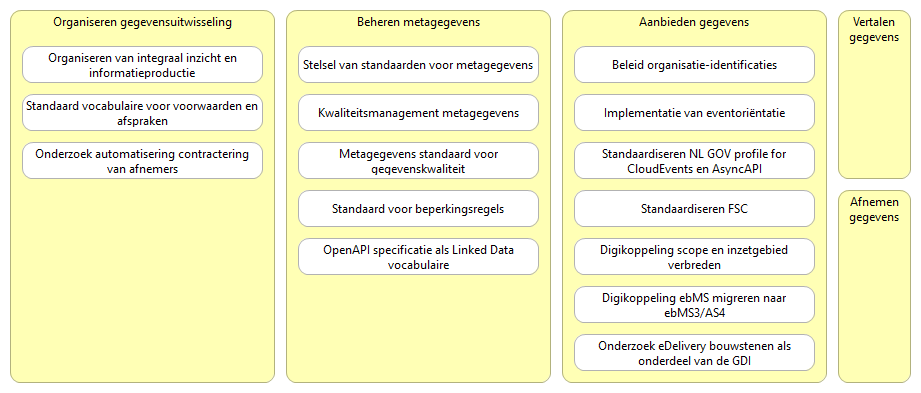 Organiseren gegevensuitwisseling
Organiseren van integraal inzicht en
informatieproductie
Standaard vocabulaire voor voorwaarden en
afspraken
Onderzoek automatisering contractering
van afnemers
Beheren metagegevens
Stelsel van standaarden voor metagegevens
Kwaliteitsmanagement metagegevens
Metagegevens standaard voor
gegevenskwaliteit
Standaard voor beperkingsregels
OpenAPI specificatie als Linked Data
vocabulaire
Aanbieden gegevens
Beleid organisatie-identificaties
Implementatie van eventoriëntatie
Standaardiseren NL GOV profile for
CloudEvents en AsyncAPI
Standaardiseren FSC
Digikoppeling scope en inzetgebied
verbreden
Digikoppeling ebMS migreren naar
ebMS3/AS4
Onderzoek eDelivery bouwstenen als
onderdeel van de GDI
Vertalen
gegevens
Afnemen
gegevens